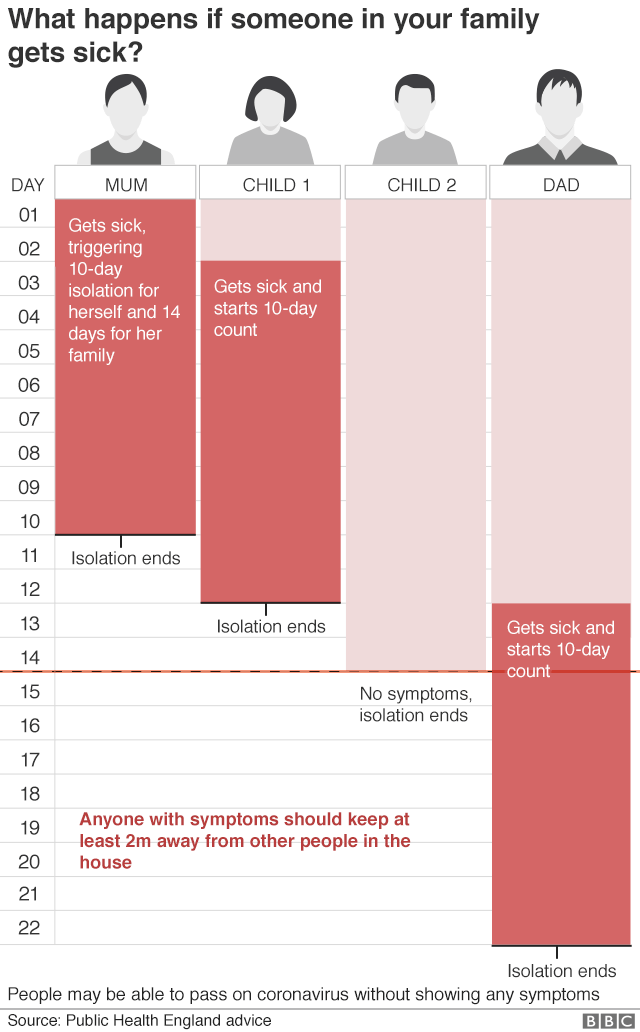 What happens if someone in your family
gets sick?
DAY
MUM
CHILD 1
CHILD 2
DAD
01
02
03
04
05
06
07
08
09
10
11
12
13
14
15
16
17
18
19
20
21
22
Gets sick,
triggering
10-day
isolation for
herself and 14
days for her
family
Isolation ends
Gets sick and
starts 10-day
count
Isolation ends
No symptoms,
isolation ends
Gets sick and
starts 10-day
count
Isolation ends
Anyone with symptoms should keep at
least 2m away from other people in the
house
People may be able to pass on coronavirus without showing any symptoms
Source: Public Health England advice
BBC